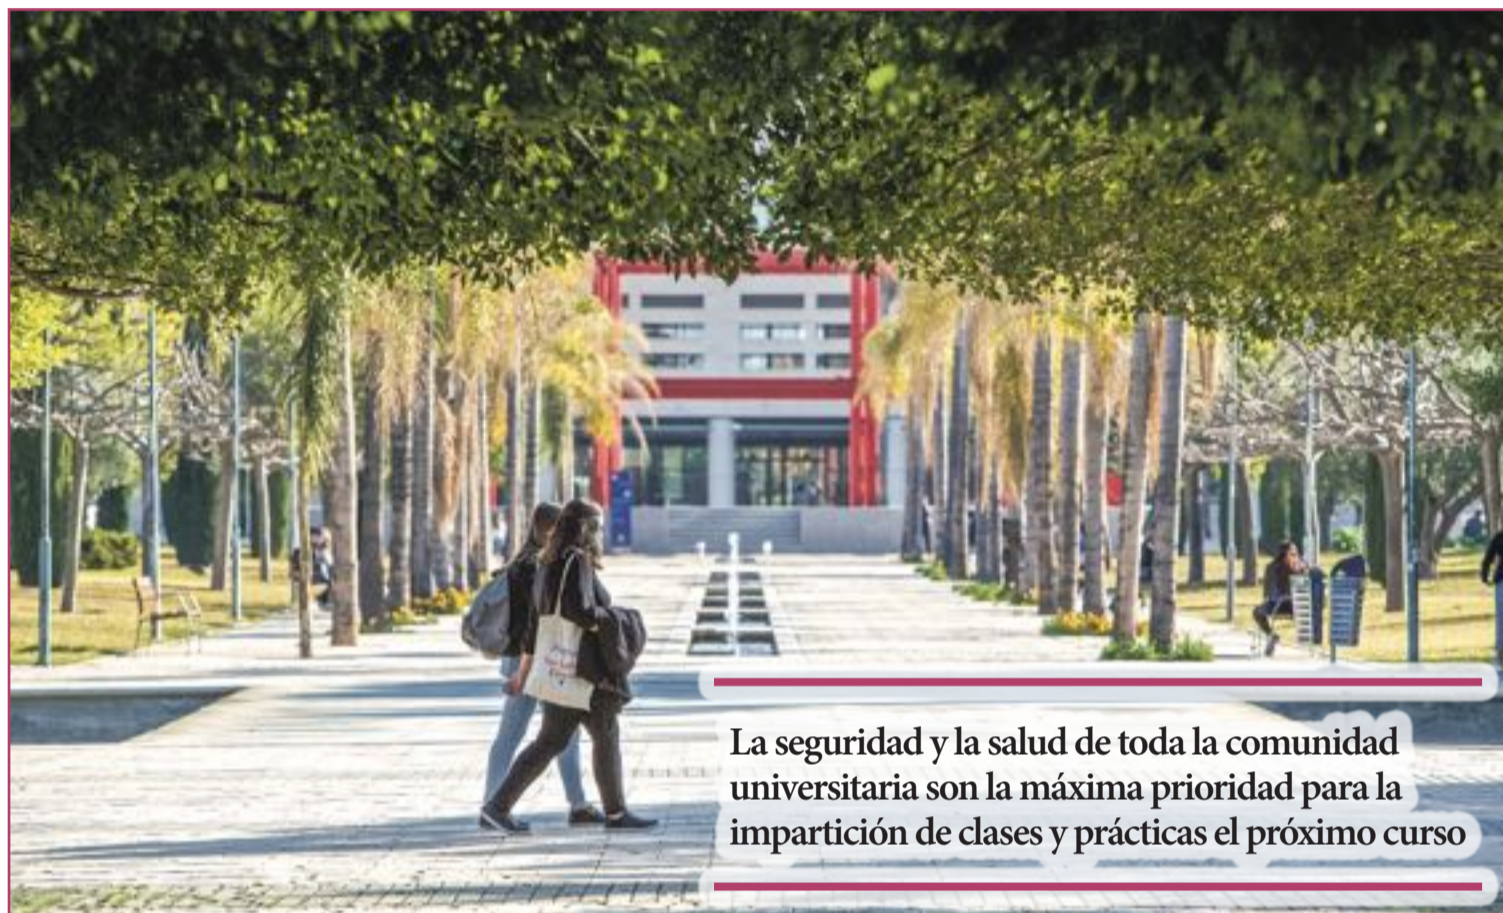 La seguridad y la salud de toda la comunidad
universitaria son la máxima prioridad para la
impartición de clases y prácticas el próximo curso